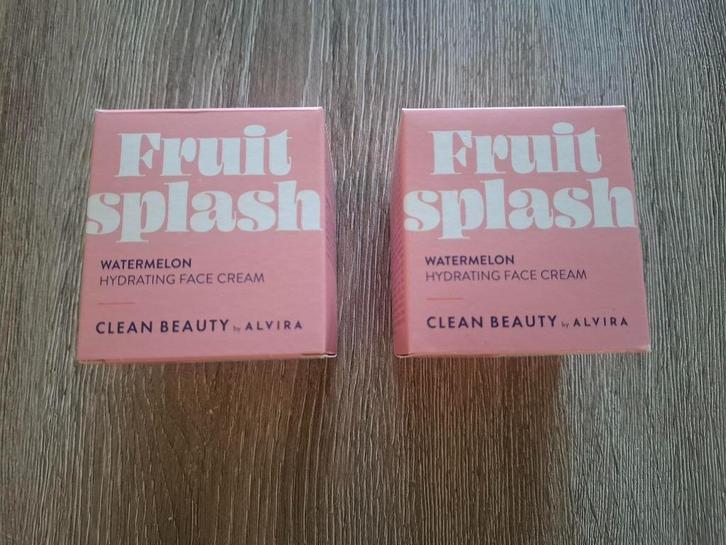 Fruit
splash
WATERMELON
HYDRATING FACE CREAM
CLEAN BEAUTY by ALVIRA
Fruit
splash
WATERMELON
HYDRATING FACE CREAM
CLEAN BEAUTY by ALVIRA